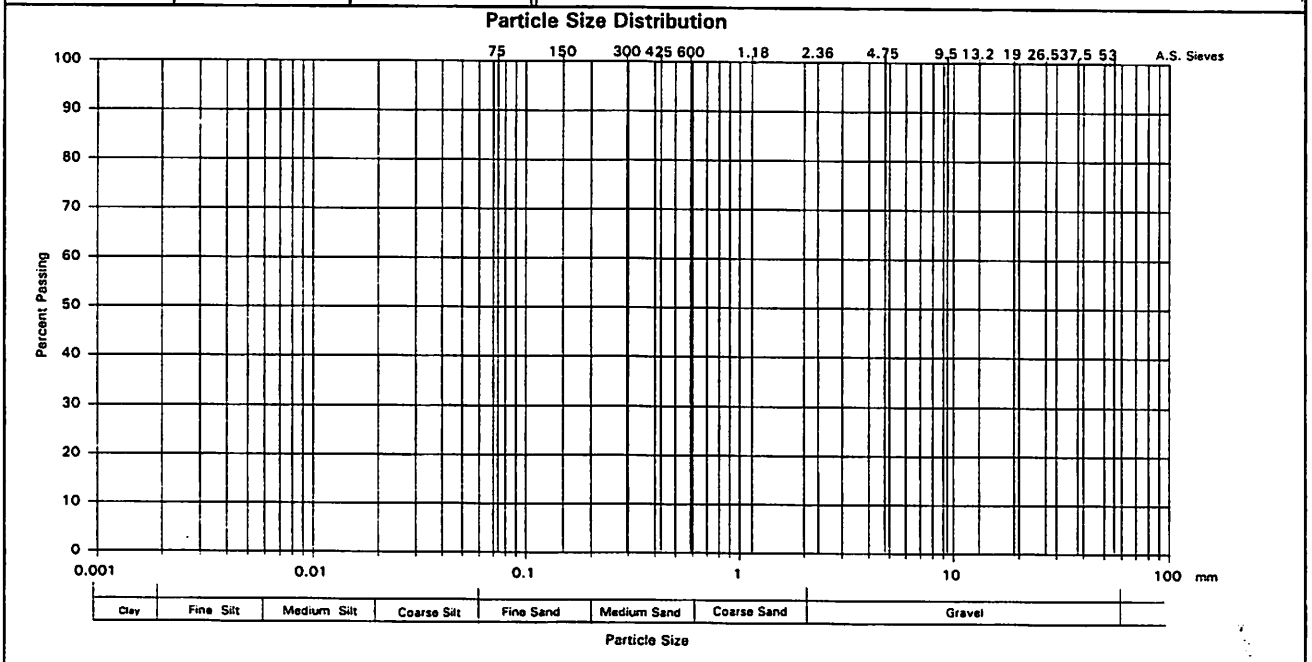 Particle Size Distribution
75 150 300 425 600 1.18 2.36 4.75 9.5 13.2 19 26.5 37.5 53 A.S. Sieves
100
90
80
70
60
50
40
30
20
10
0
Percent Passing
0.001 0.01 0.1 1 10 100 mm
Clay Fine Silt Medium Silt Coarse Silt Fine Sand Medium Sand Coarse Sand Gravel
Particle Size